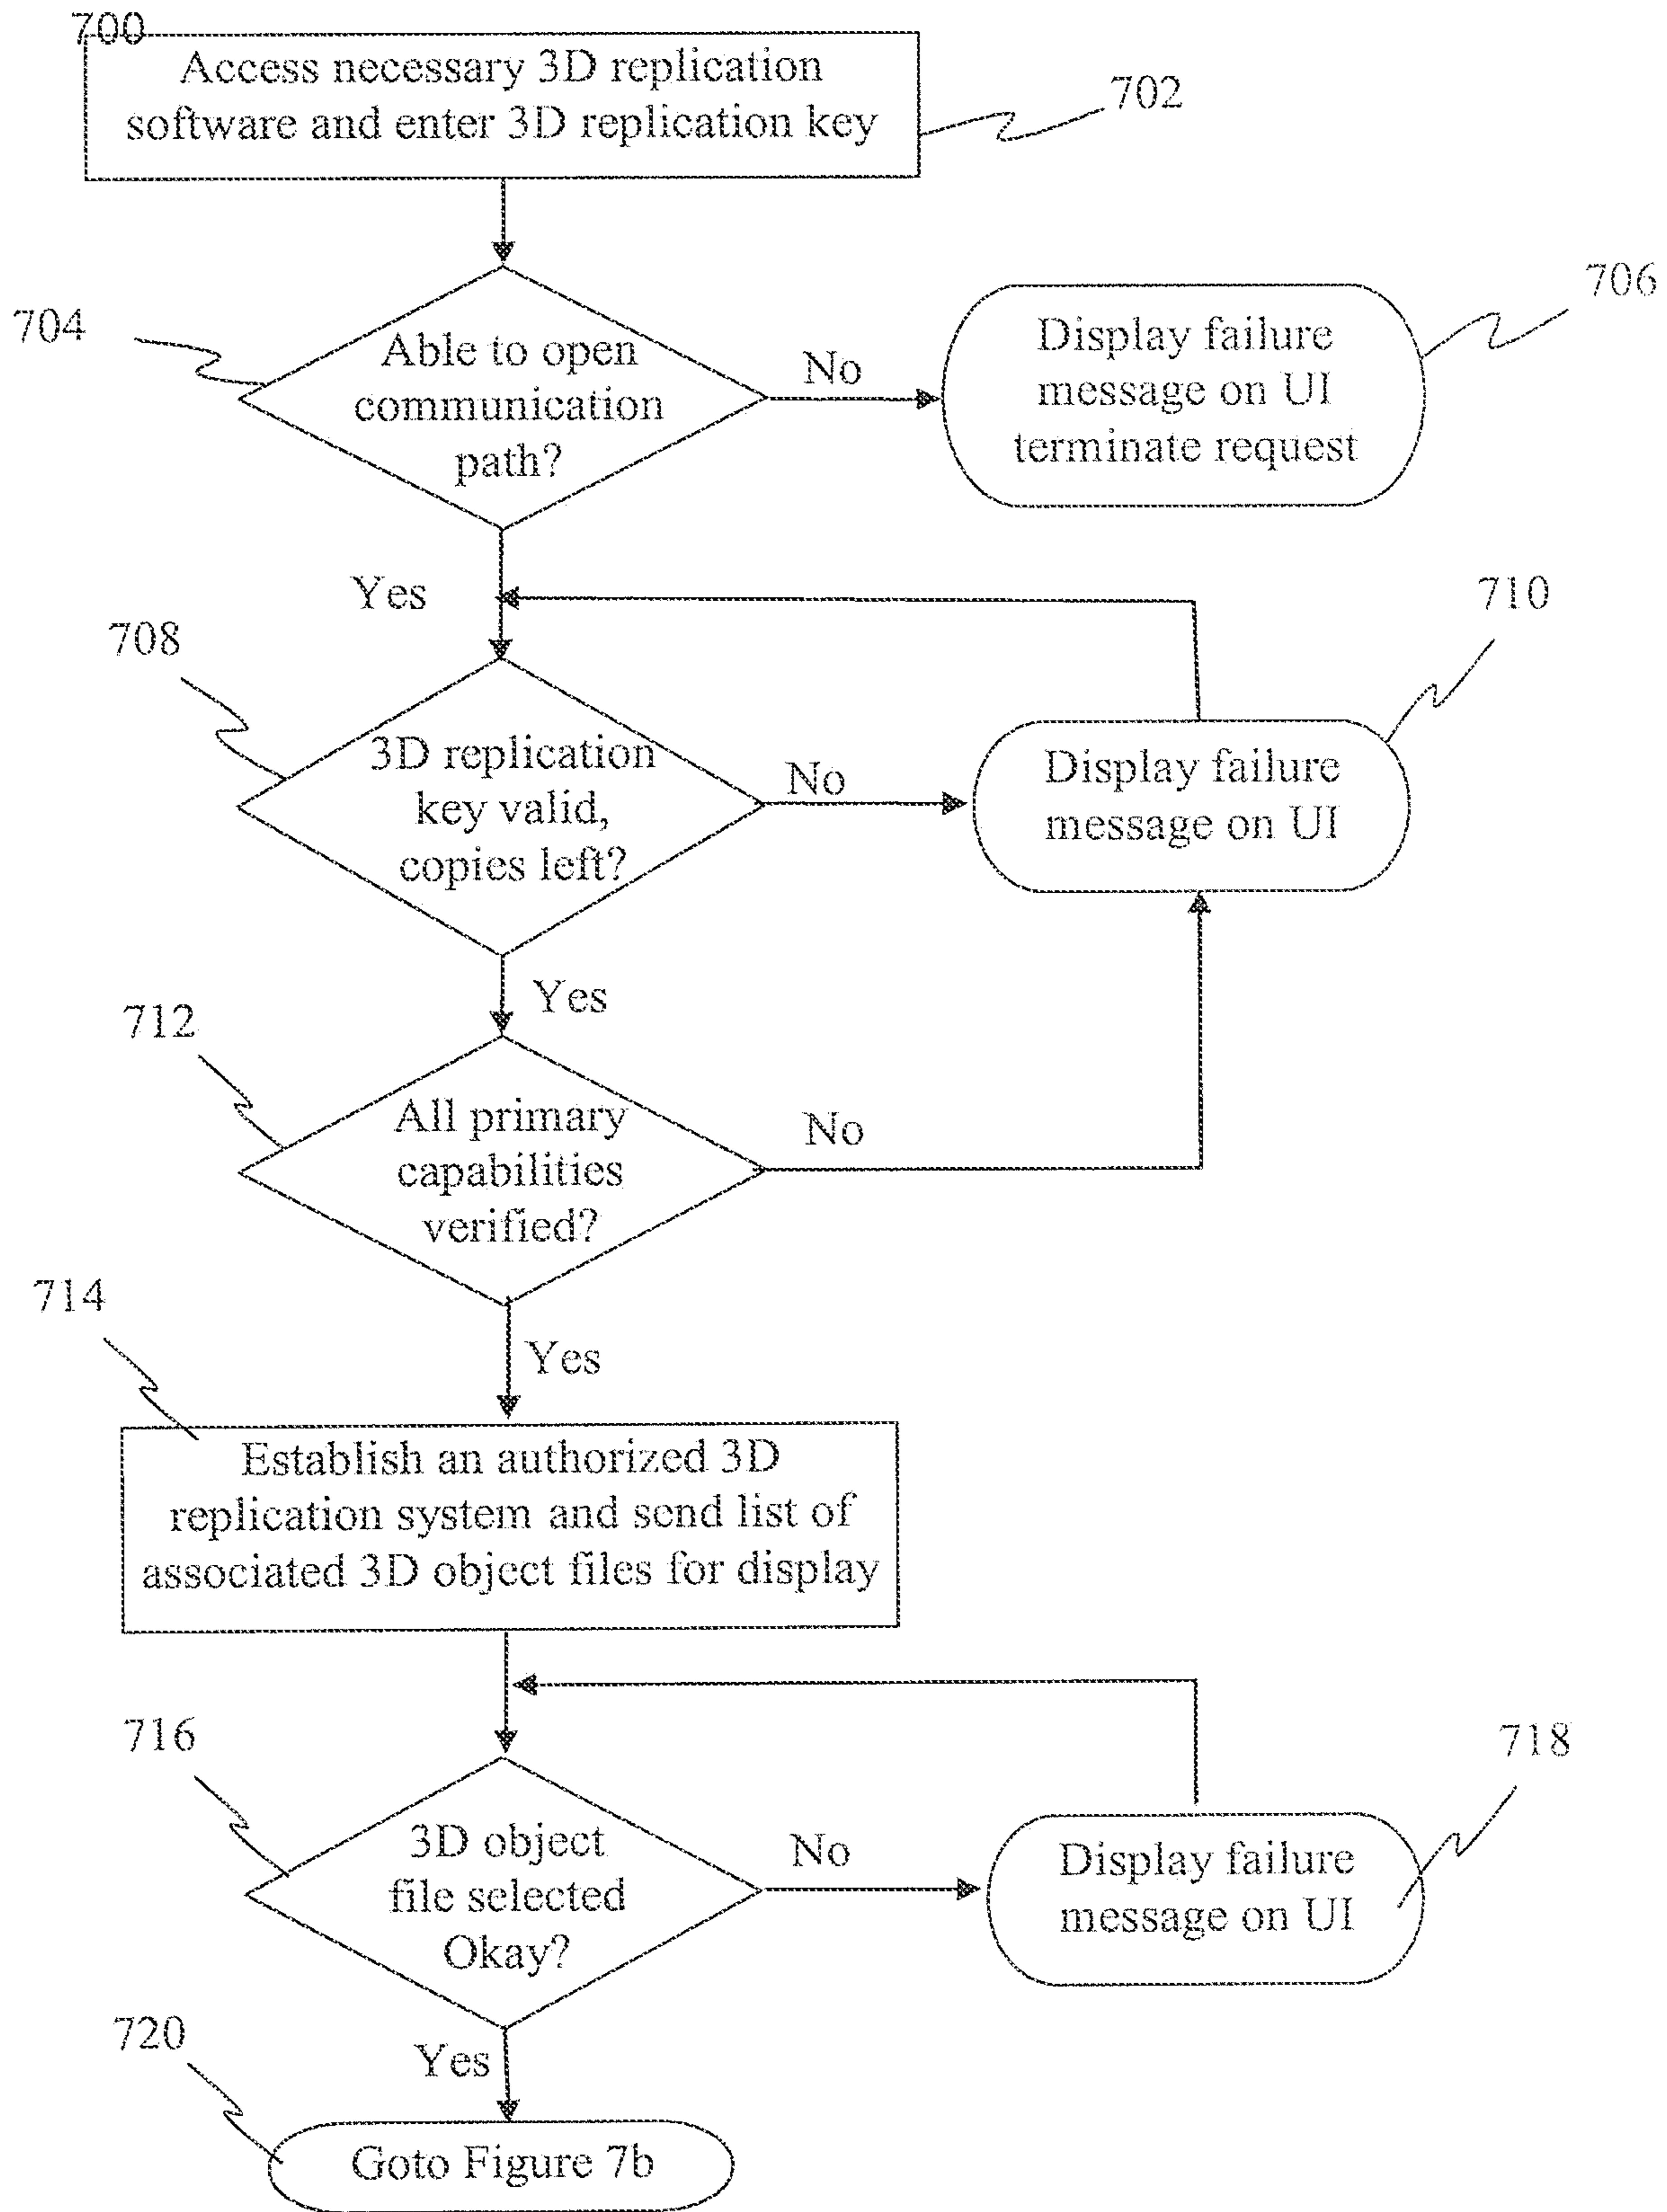 700
Access necessary 3D replication
software and enter 3D replication key
702
704
Able to open
communication
path?
No
Display failure
message on UI
terminate request
706
Yes
708
3D replication
key valid,
copies left?
No
Display failure
message on UI
710
Yes
712
All primary
capabilities
verified?
No
Yes
714
Establish an authorized 3D
replication system and send list of
associated 3D object files for display
716
3D object
file selected
Okay?
No
Display failure
message on UI
718
Yes
720
Goto Figure 7b